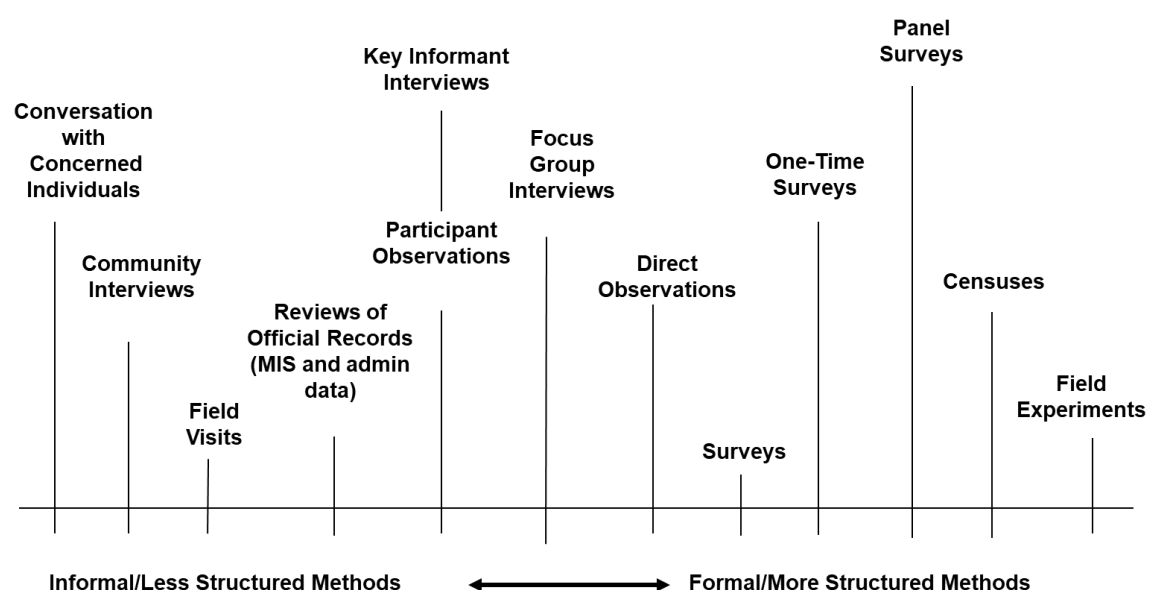 Conversation
with
Concerned
Individuals
Community
Interviews
Field
Visits
Reviews of
Official Records
(MIS and admin
data)
Key Informant
Interviews
Participant
Observations
Focus
Group
Interviews
Direct
Observations
Surveys
One-Time
Surveys
Panel
Surveys
Censuses
Field
Experiments
Informal/Less Structured Methods
Formal/More Structured Methods